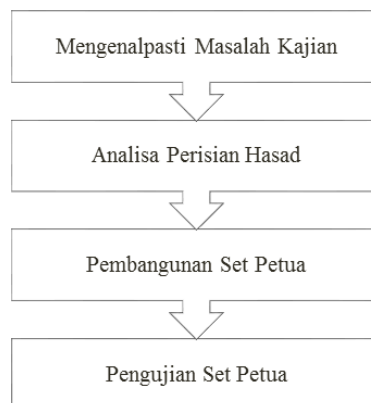 Mengenalpasti Masalah Kajian
Analisa Perisian Hasad
Pembangunan Set Petua
Pengujian Set Petua